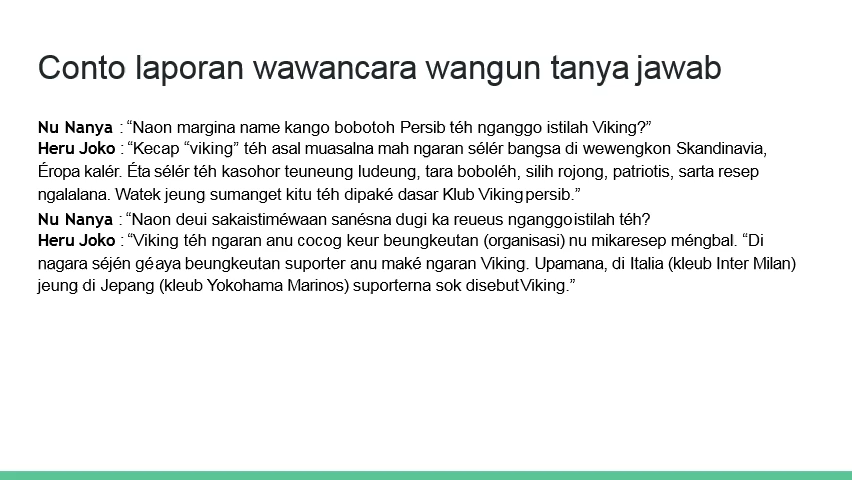 Conto laporan wawancara wangun tanya jawab
Nu Nanya : “Naon margina name kango bobotoh Persib téh nganggo istilah Viking?”
Heru Joko : “Kecap “viking” téh asal muasalna mah ngaran sélér bangsa di wewengkon Skandinavia,
Éropa kalér. Éta sélér téh kasohor teuneung ludeung, tara boboléh, silih rojong, patriotis, sarta resep
ngalalana. Watek jeung sumanget kitu téh dipaké dasar Klub Viking persib.”
Nu Nanya : “Naon deui sakaistiméwaan sanésna dugi ka reueus nganggo istilah téh?
Heru Joko : “Viking téh ngaran anu cocog keur beungkeutan (organisasi) nu mikaresep méngbal. “Di
nagara séjén gé aya beungkeutan suporter anu maké ngaran Viking. Upamana, di Italia (kleub Inter Milan)
jeung di Jepang (kleub Yokohama Marinos) suporterna sok disebut Viking.”